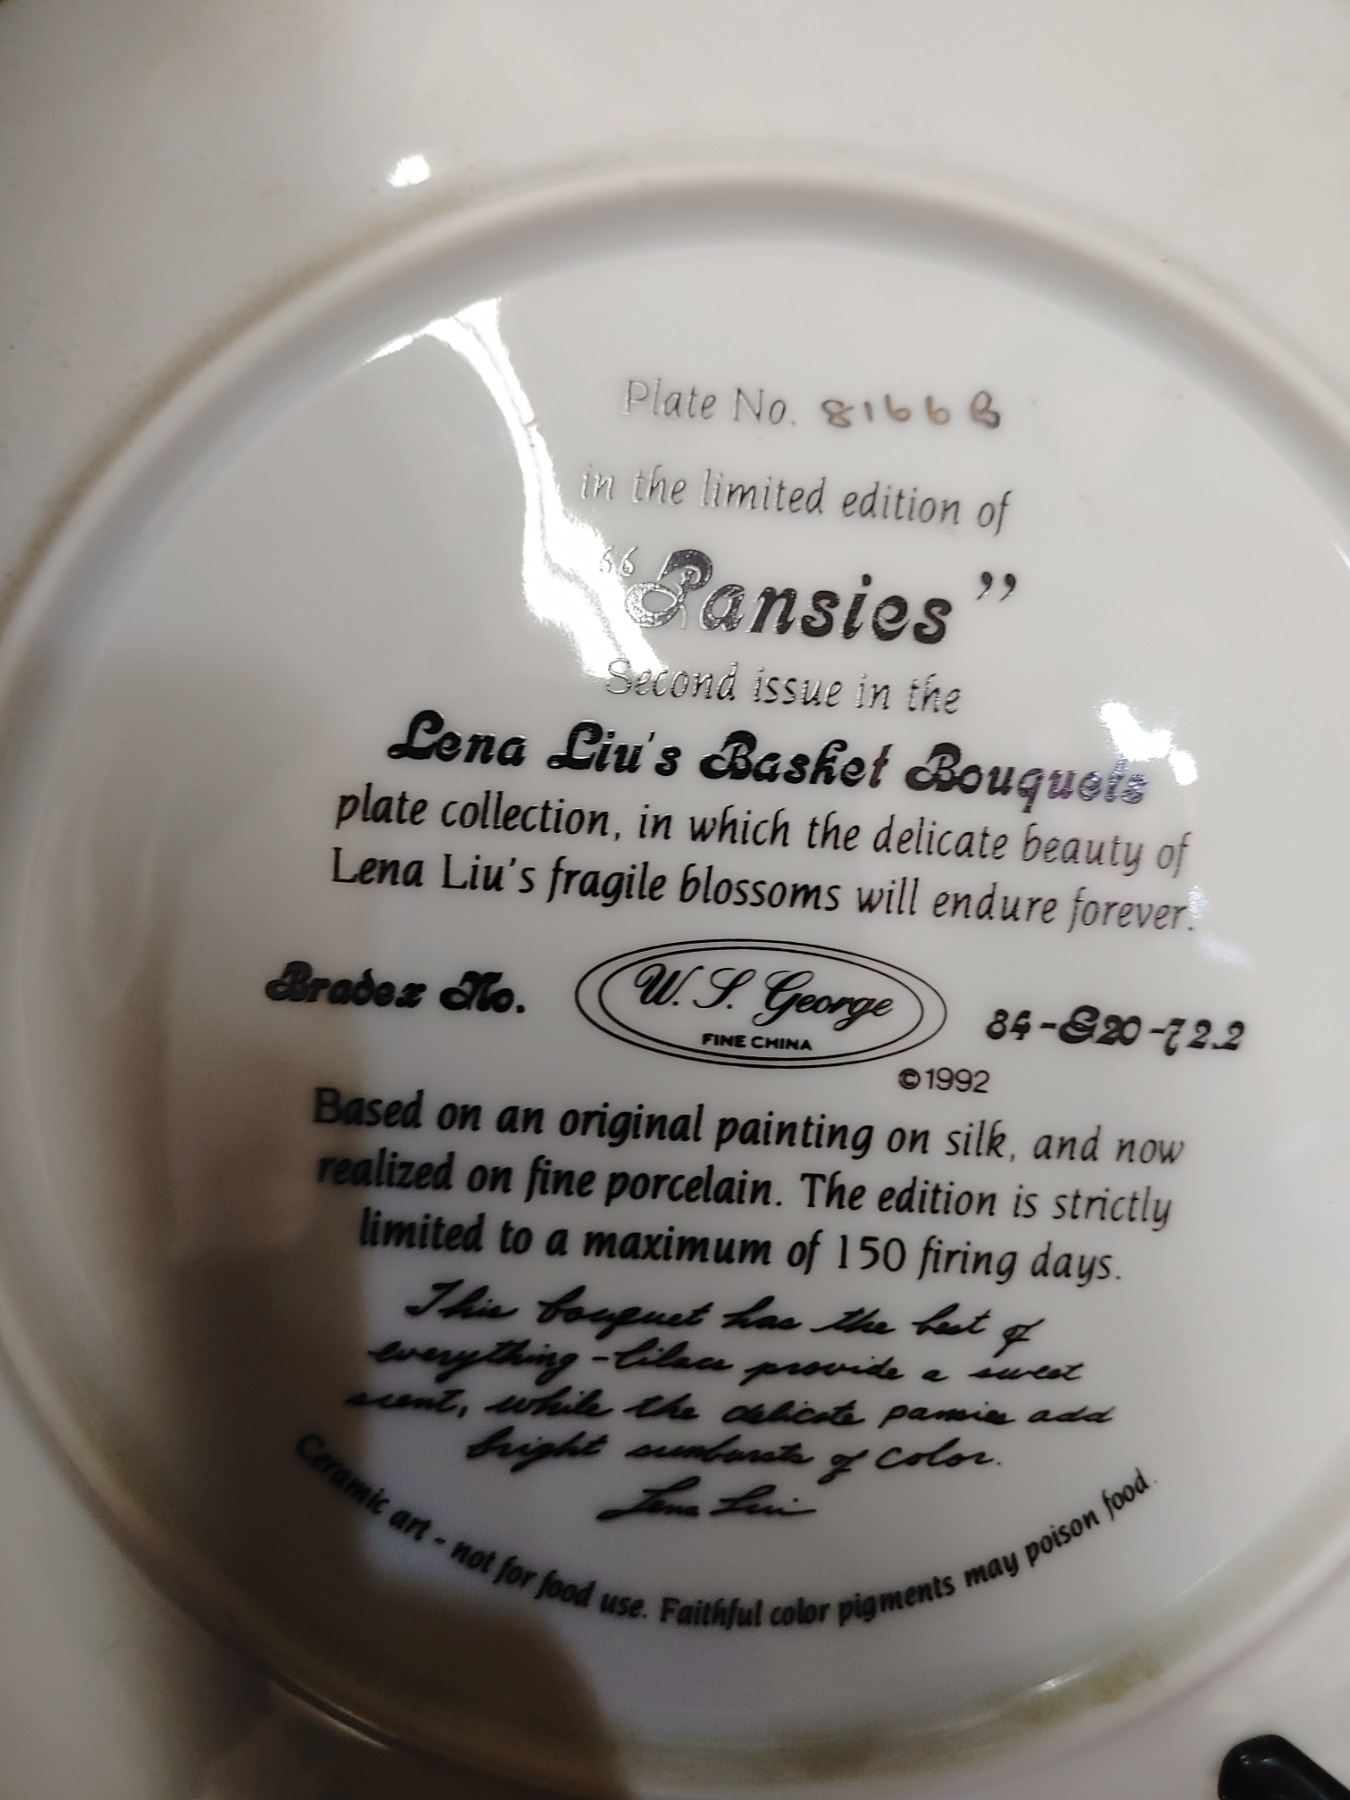 Plate No. 8166B
in the limited edition of
“Pansies”
Second issue in the
Lena Liu's Basket Bouquets
plate collection, in which the delicate beauty of
Lena Liu's fragile blossoms will endure forever.
Bradex No. W. S. George 84-G20-72.2
FINE CHINA
©1992
Based on an original painting on silk, and now
realized on fine porcelain. The edition is strictly
limited to a maximum of 150 firing days.
This bouquet has the best of
everything - lilacs provide a sweet
scent, while the delicate pansies add
bright sunbursts of color.
Lena Liu
Ceramic art - not for food use. Faithful color pigments may poison food.